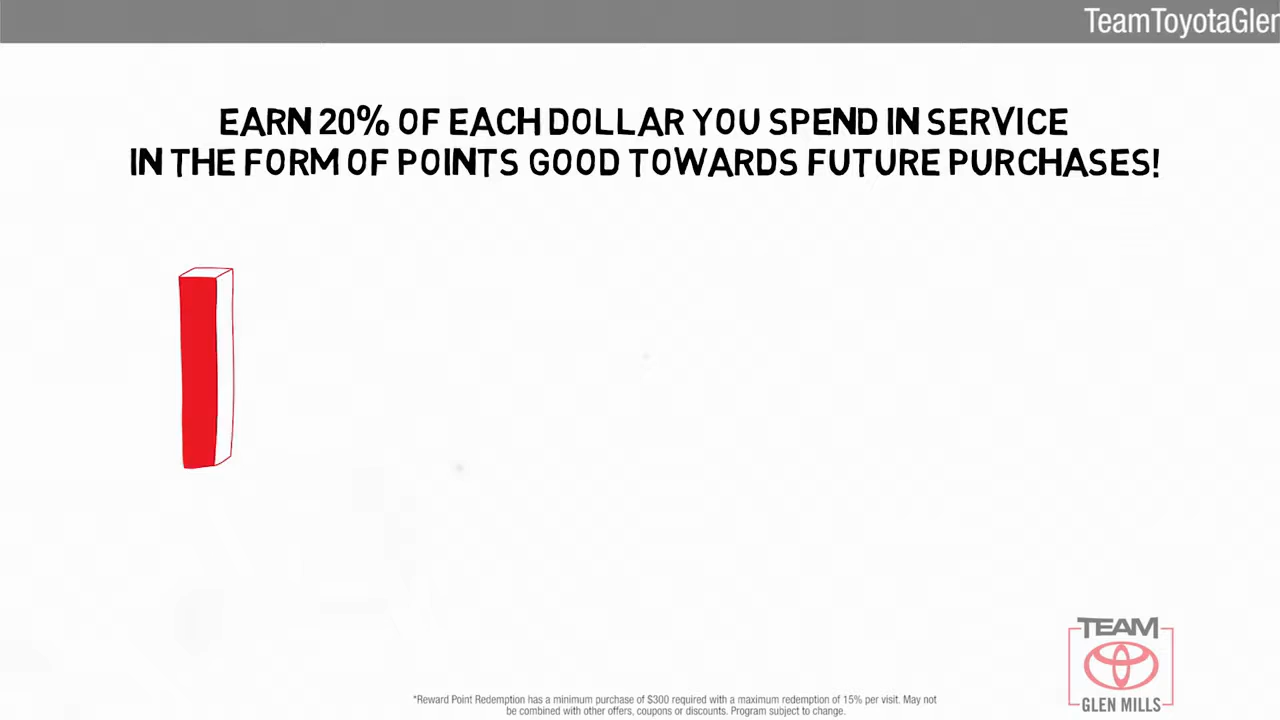 TeamToyotaGler
EARN 20% OF EACH DOLLAR YOU SPEND IN SERVICE
IN THE FORM OF POINTS GOOD TOWARDS FUTURE PURCHASES!
TEAM
GLEN MILLS
*Reward Point Redemption has a minimum purchase of $300 required with a maximum redemption of 15% per visit. May not
be combined with other offers, coupons or discounts. Program subject to change.